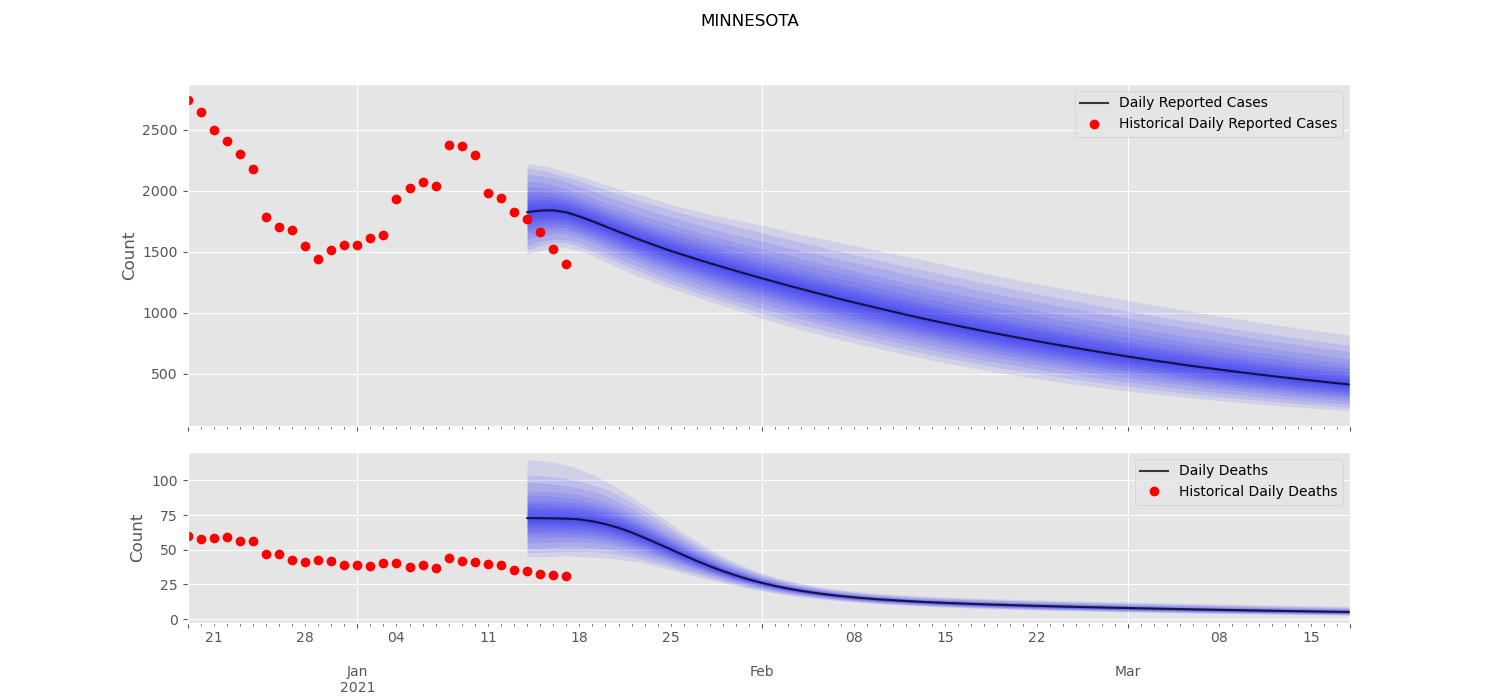 MINNESOTA
Daily Reported Cases
Historical Daily Reported Cases
2500
2000
1500
1000
500
Count
Daily Deaths
Historical Daily Deaths
100
75
50
25
0
Count
21 28 04 11 18 25 08 15 22 08 15
Jan Feb Mar
2021